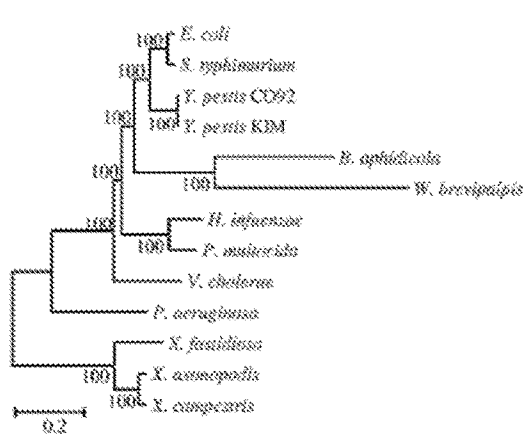 100 E. coli
100 S. typhimurium
100 Y. pestis CO92
100 Y. pestis KIM
100 B. aphidicola
100 W. brevipalpis
100 H. infuenzae
100 P. multocida
V. cholerae
P. aeruginosa
X. fastidiosa
100 X. axonopodis
100 X. campestris
0.2